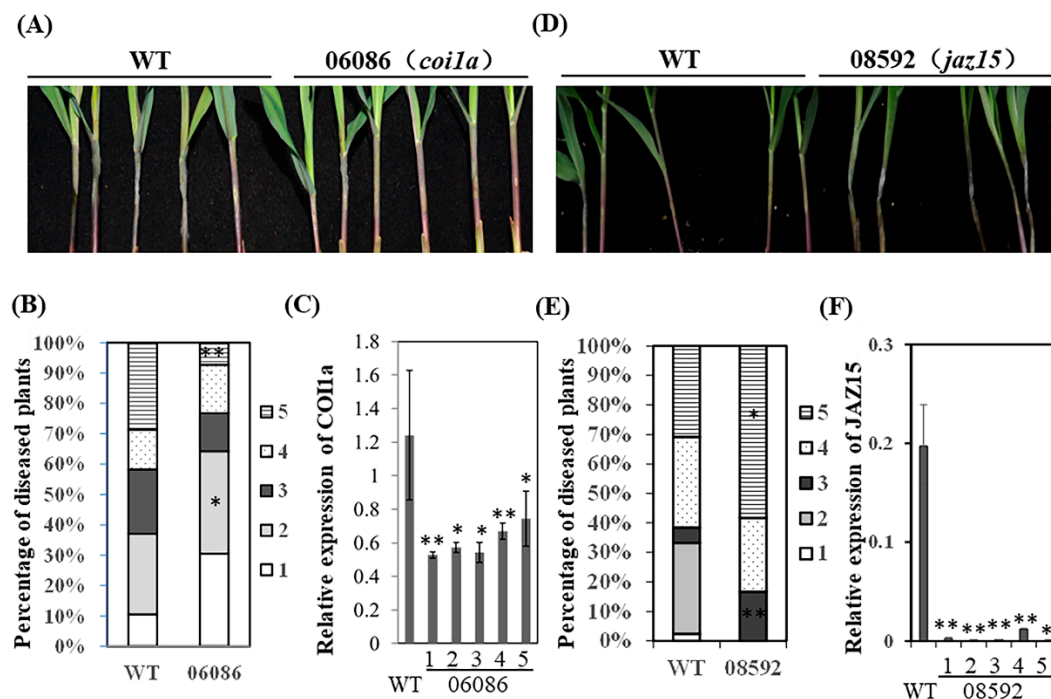 (A)
WT 06086（coi1a）
(D)
WT 08592（jaz15）
(B)
Percentage of diseased plants
100%
90%
80%
70%
60%
50%
40%
30%
20%
10%
0%
**
*
WT 06086
5
4
3
2
1
(C)
Relative expression of COI1a
1.8
1.6
1.4
1.2
1
0.8
0.6
0.4
0.2
0
** * * ** *
1 2 3 4 5
WT 06086
(E)
Percentage of diseased plants
100%
90%
80%
70%
60%
50%
40%
30%
20%
10%
0%
*
**
WT 08592
5
4
3
2
1
(F)
Relative expression of JAZ15
0.3
0.2
0.1
0
** ** ** ** *
1 2 3 4 5
WT 08592